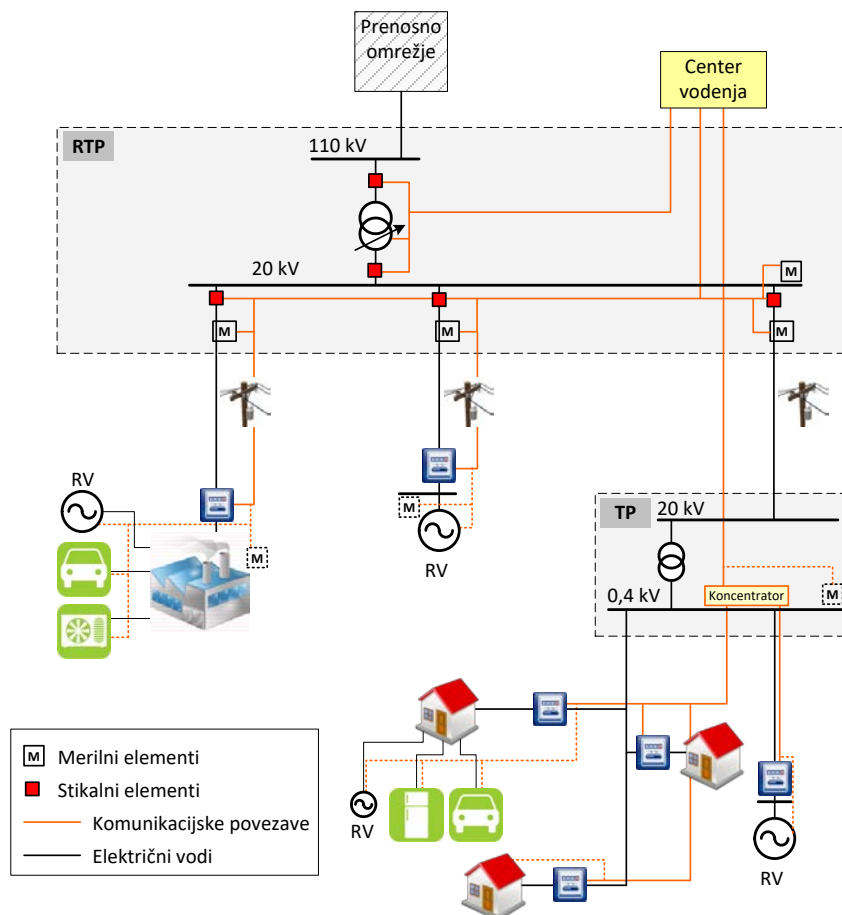 Prenosno
omrežje
Center
vodenja
RTP
110 kV
20 kV
M
M
M
M
RV
M
M
RV
TP
20 kV
0,4 kV
Koncentrator
M
RV
RV
M Merilni elementi
Stikalni elementi
Komunikacijske povezave
Električni vodi